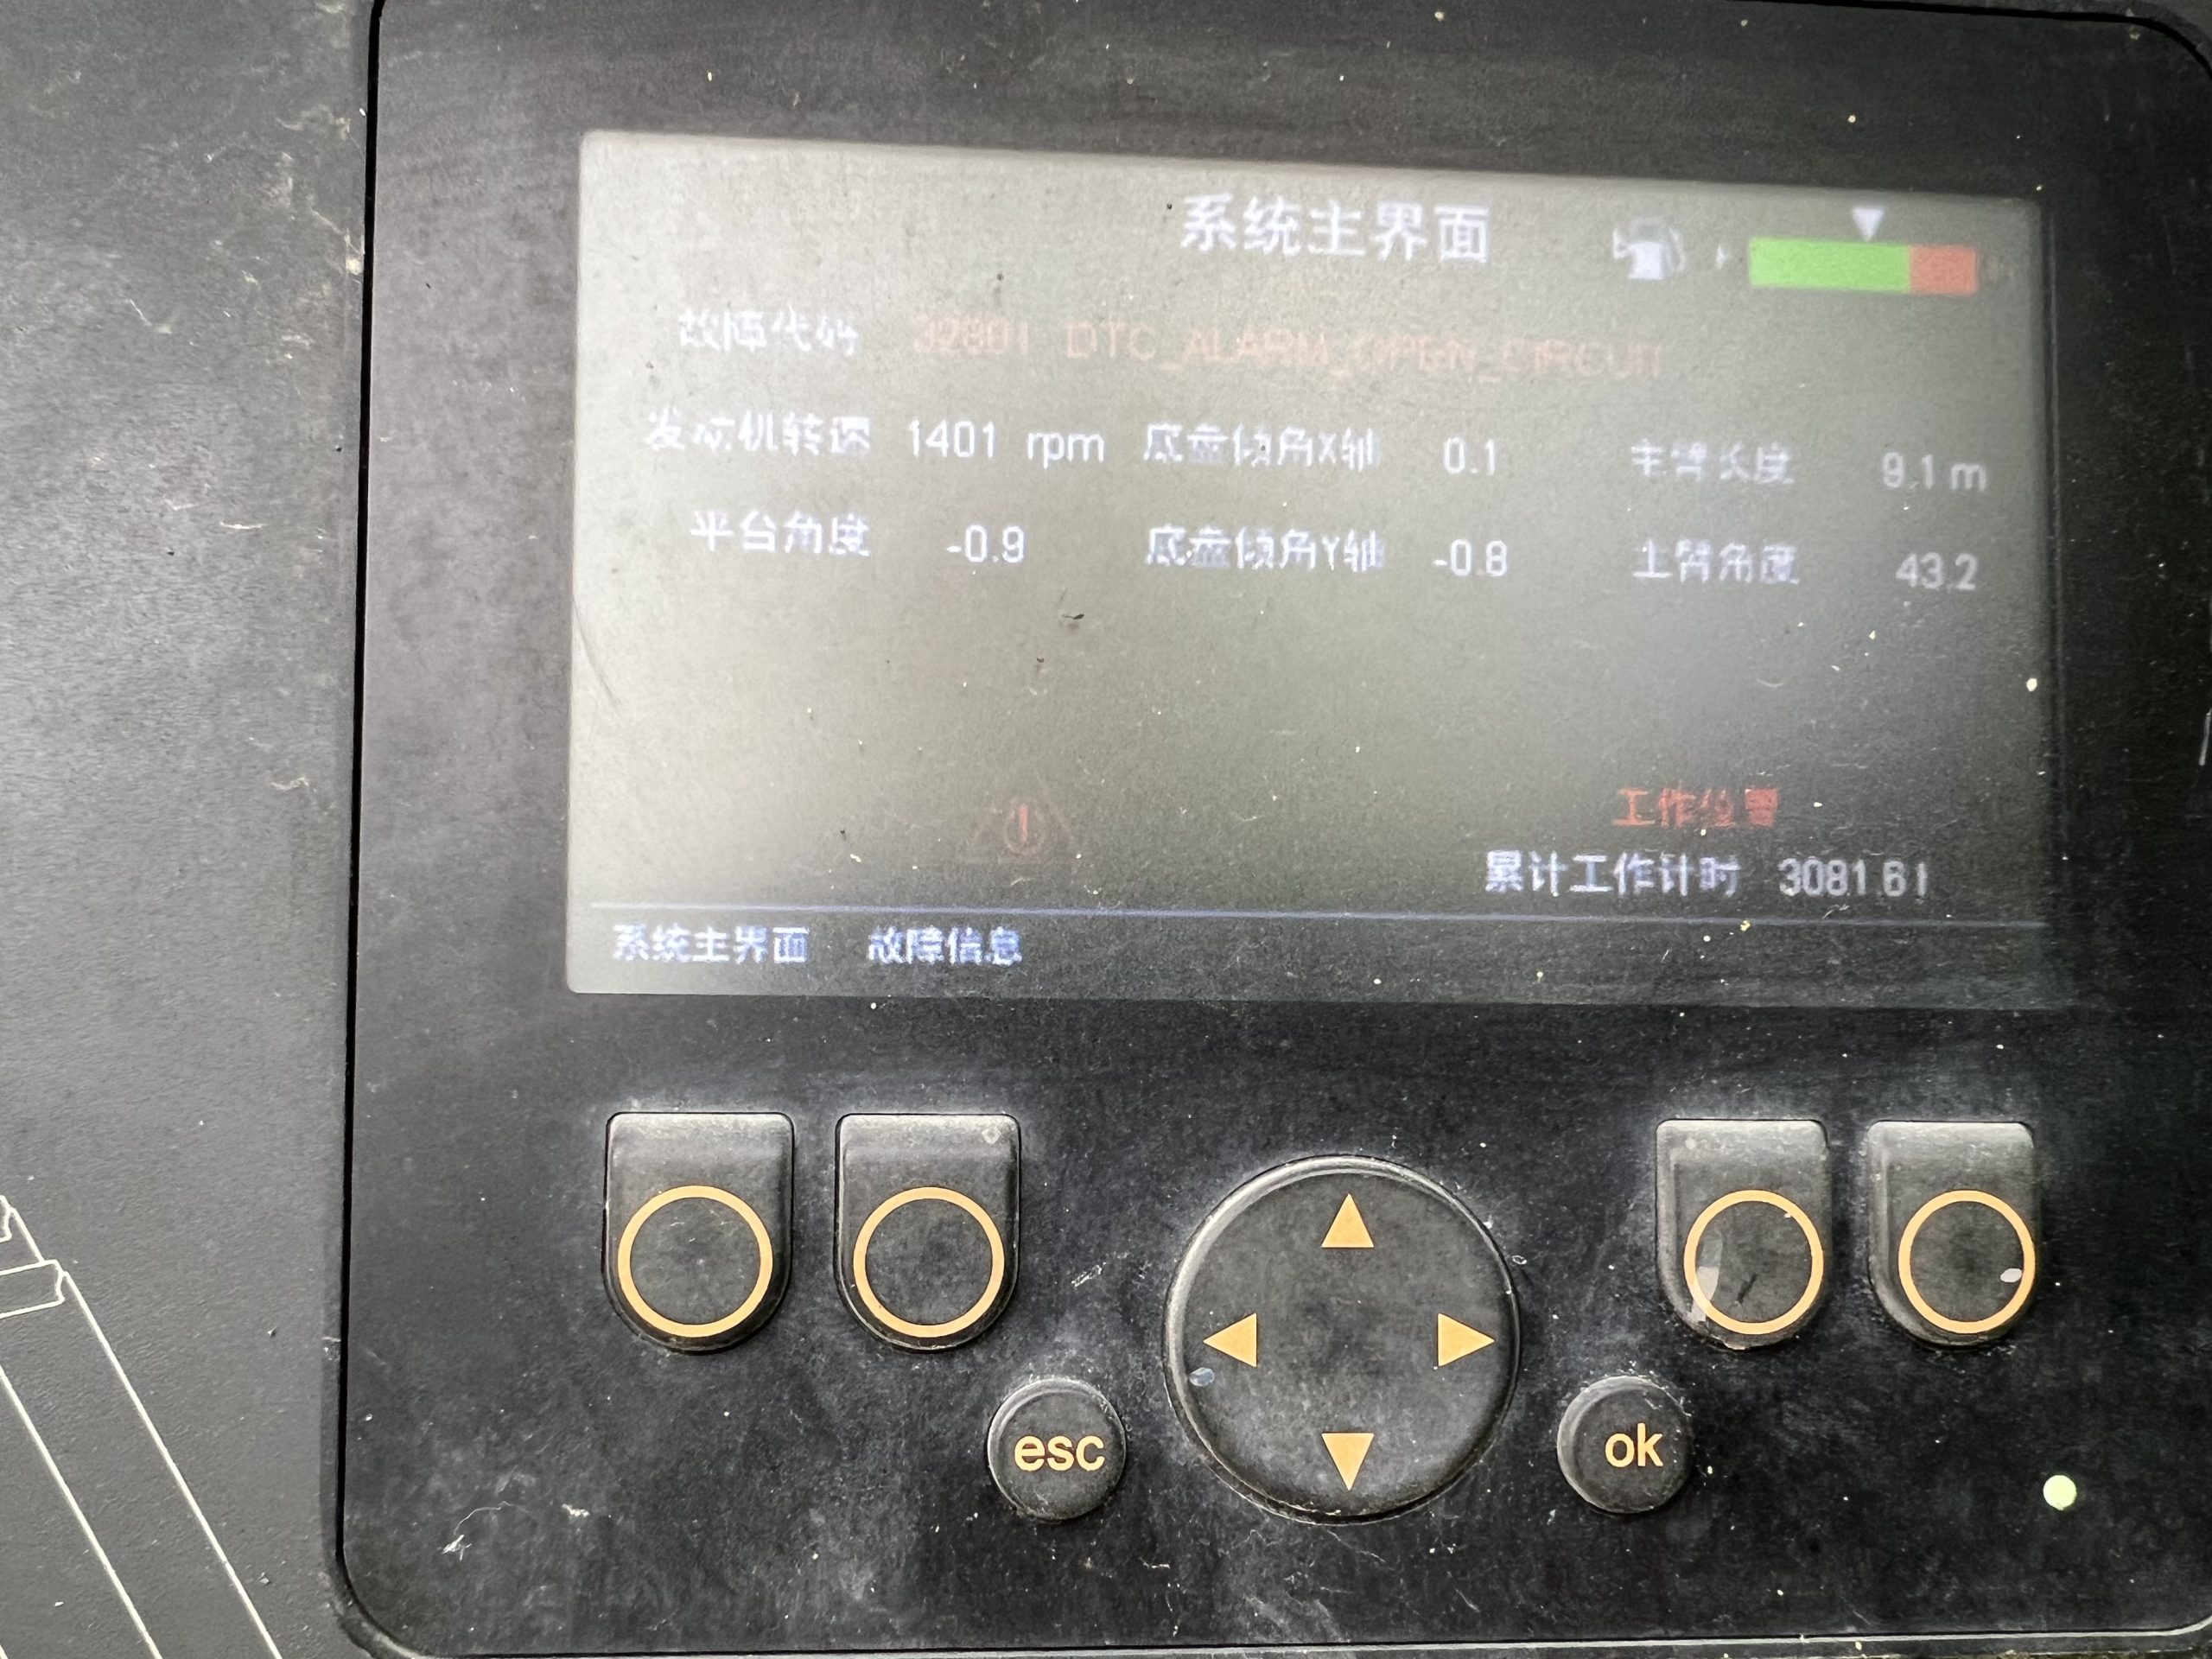 系统主界面
故障代码 32801 DTC_ALARM_OPEN_CIRCUIT
发动机转速 1401 rpm 底盘倾角X轴 0.1 主臂长度 9.1 m
平台角度 -0.9 底盘倾角Y轴 -0.8 主臂角度 43.2
工作位置
累计工作计时 3081.6
系统主界面 故障信息
esc ok